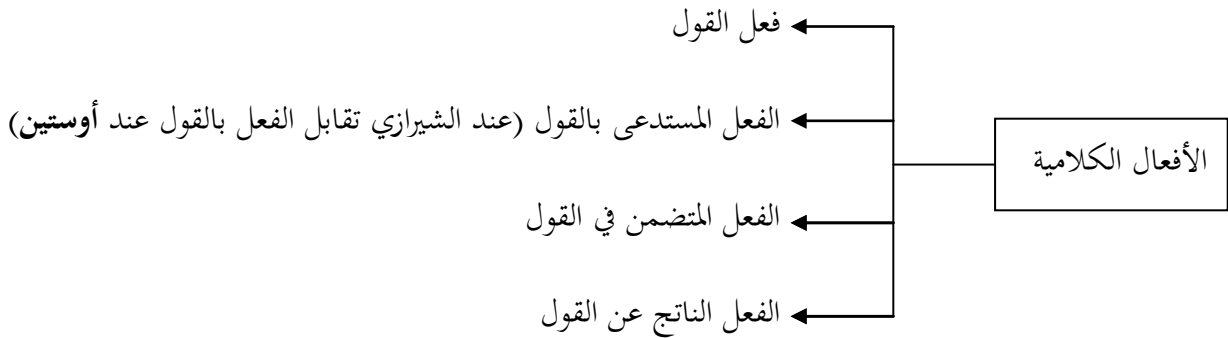 الأفعال الكلامية
فعل القول
الفعل المستدعى بالقول (عند الشيرازي تقابل الفعل بالقول عند أوستين)
الفعل المتضمن في القول
الفعل الناتج عن القول